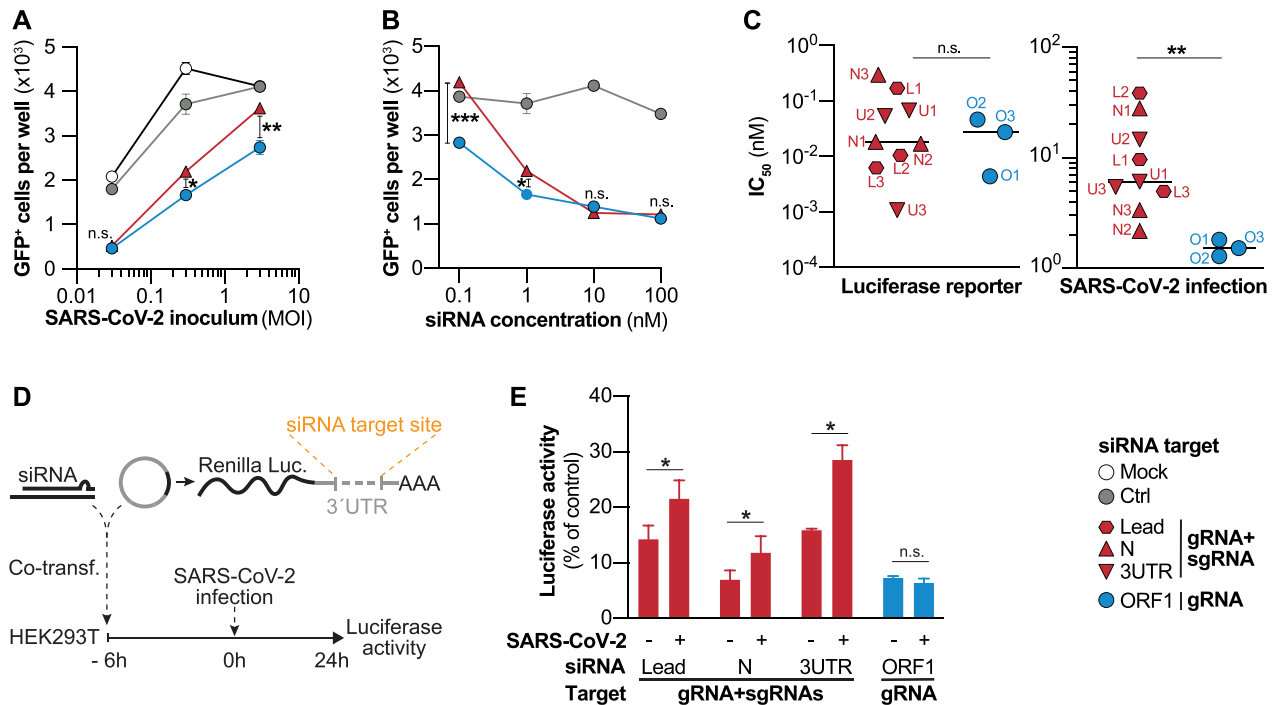 A
GFP⁺ cells per well (x10³)
5
4
3
2
1
0
n.s.
*
**
0.01 0.1 1 10
SARS-CoV-2 inoculum (MOI)
B
GFP⁺ cells per well (x10³)
5
4
3
2
1
0
***
*
n.s.
n.s.
0.1 1 10 100
siRNA concentration (nM)
C
IC₅₀ (nM)
10⁰
10⁻¹
10⁻²
10⁻³
10⁻⁴
n.s.
N3
L1
U2
U1
N1
N2
L2
L3
U3
O2
O3
O1
Luciferase reporter
10²
10¹
10⁰
**
L2
N1
U2
L1
U1
U3
L3
N3
N2
O1
O3
O2
SARS-CoV-2 infection
D
siRNA target site
siRNA
Renilla Luc.
AAA
3´UTR
Co-transf.
SARS-CoV-2
infection
HEK293T
Luciferase
activity
- 6h 0h 24h
E
Luciferase activity
(% of control)
40
30
20
10
0
*
*
*
n.s.
SARS-CoV-2 - + - + - + - +
siRNA Lead N 3UTR ORF1
Target gRNA+sgRNAs gRNA
siRNA target
Mock
Ctrl
Lead
N
3UTR
gRNA+
sgRNA
ORF1 gRNA